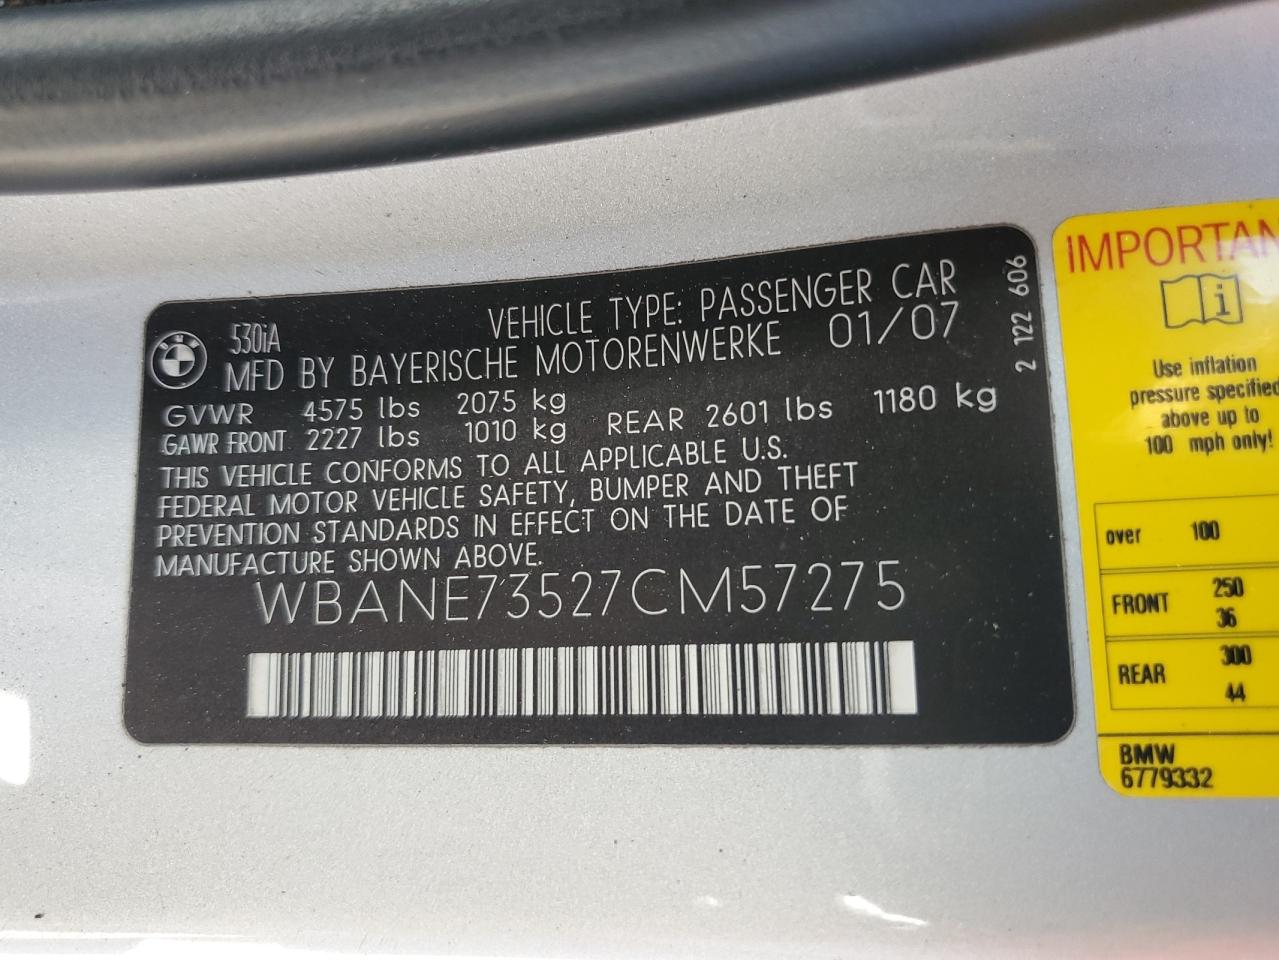 530iA
VEHICLE TYPE: PASSENGER CAR
MFD BY BAYERISCHE MOTORENWERKE 01/07
GVWR 4575 lbs 2075 kg
GAWR FRONT 2227 lbs 1010 kg REAR 2601 lbs 1180 kg
THIS VEHICLE CONFORMS TO ALL APPLICABLE U.S.
FEDERAL MOTOR VEHICLE SAFETY, BUMPER AND THEFT
PREVENTION STANDARDS IN EFFECT ON THE DATE OF
MANUFACTURE SHOWN ABOVE.
WBANE73527CM57275
2 122 606
IMPORTAN
Use inflation
pressure specified
above up to
100 mph only!
over 100
FRONT 250
36
REAR 300
44
BMW
6779332